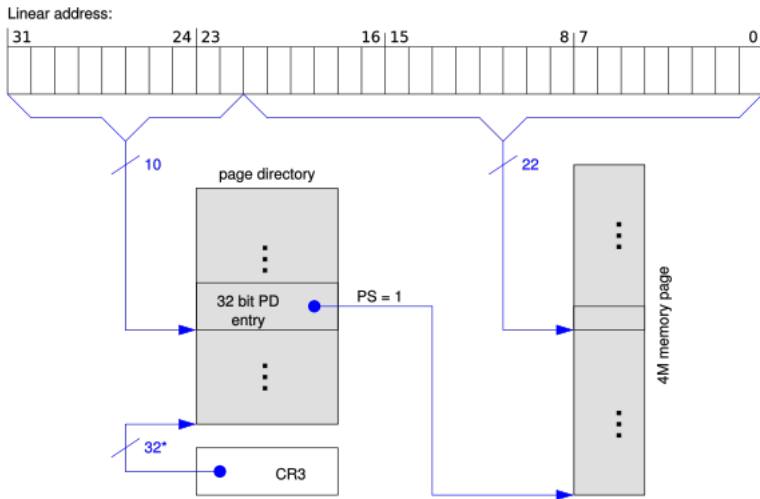 Linear address:
31 24 23 16 15 8 7 0
10 22
page directory
32 bit PD
entry
PS = 1
4M memory page
32*
CR3